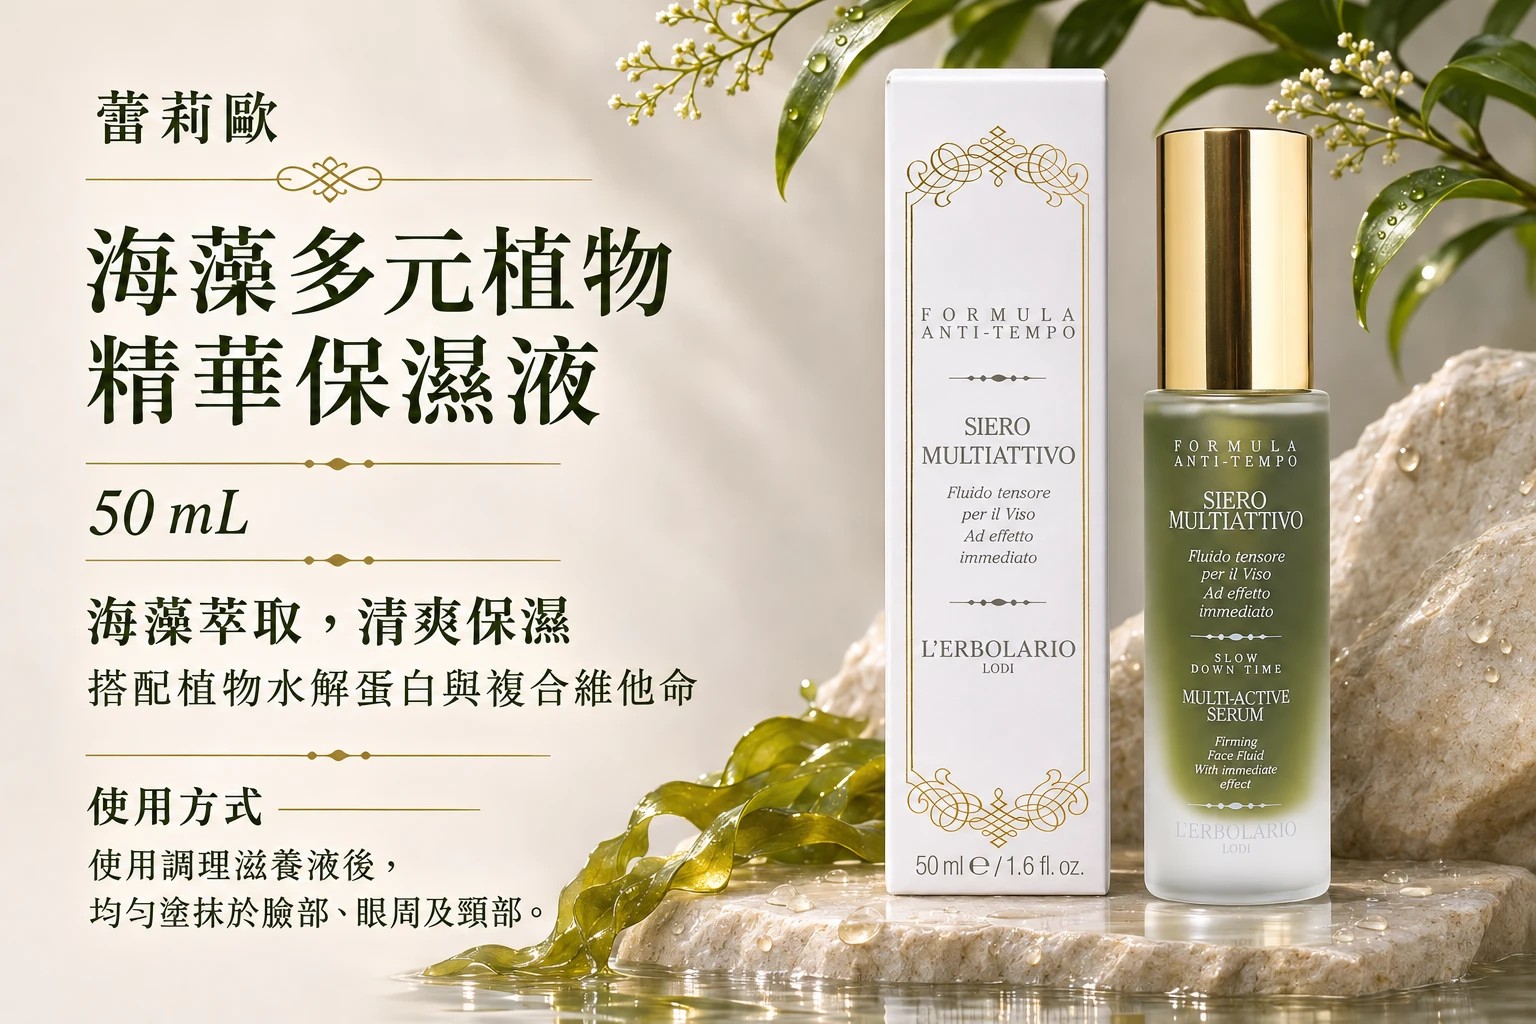 蕾莉歐
海藻多元植物
精華保濕液
50 mL
海藻萃取，清爽保濕
搭配植物水解蛋白與複合維他命
使用方式
使用調理滋養液後，
均勻塗抹於臉部、眼周及頸部。
FORMULA
ANTI-TEMPO
SIERO
MULTIATTIVO
Fluido tensore
per il Viso
Ad effetto
immediato
L'ERBOLARIO
LODI
50 ml ℮ / 1.6 fl. oz.
FORMULA
ANTI-TEMPO
SIERO
MULTIATTIVO
Fluido tensore
per il Viso
Ad effetto
immediato
SLOW
DOWN TIME
MULTI-ACTIVE
SERUM
Firming
Face Fluid
With immediate
effect
L'ERBOLARIO
LODI